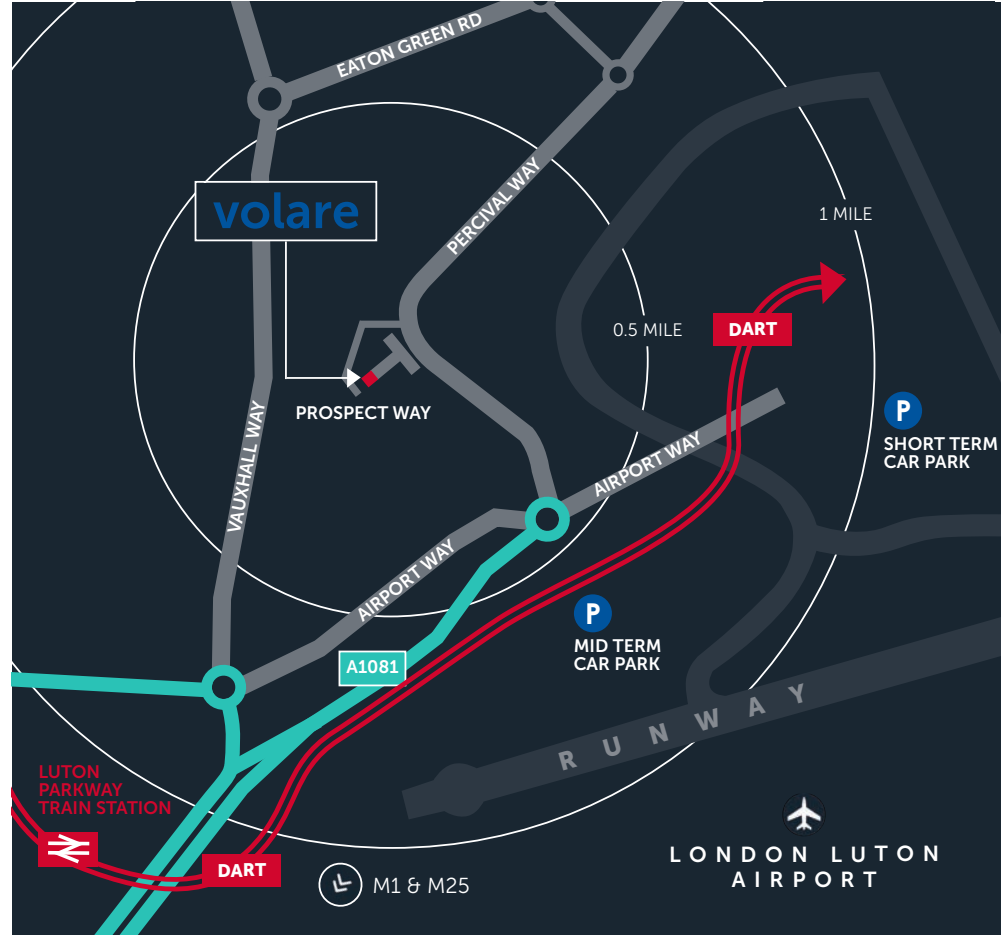 EATON GREEN RD
volare
PERCIVAL WAY
1 MILE
0.5 MILE
DART
PROSPECT WAY
VAUXHALL WAY
P
SHORT TERM
CAR PARK
AIRPORT WAY
AIRPORT WAY
P
MID TERM
CAR PARK
A1081
RUNWAY
LUTON
PARKWAY
TRAIN STATION
DART
M1 & M25
LONDON LUTON
AIRPORT